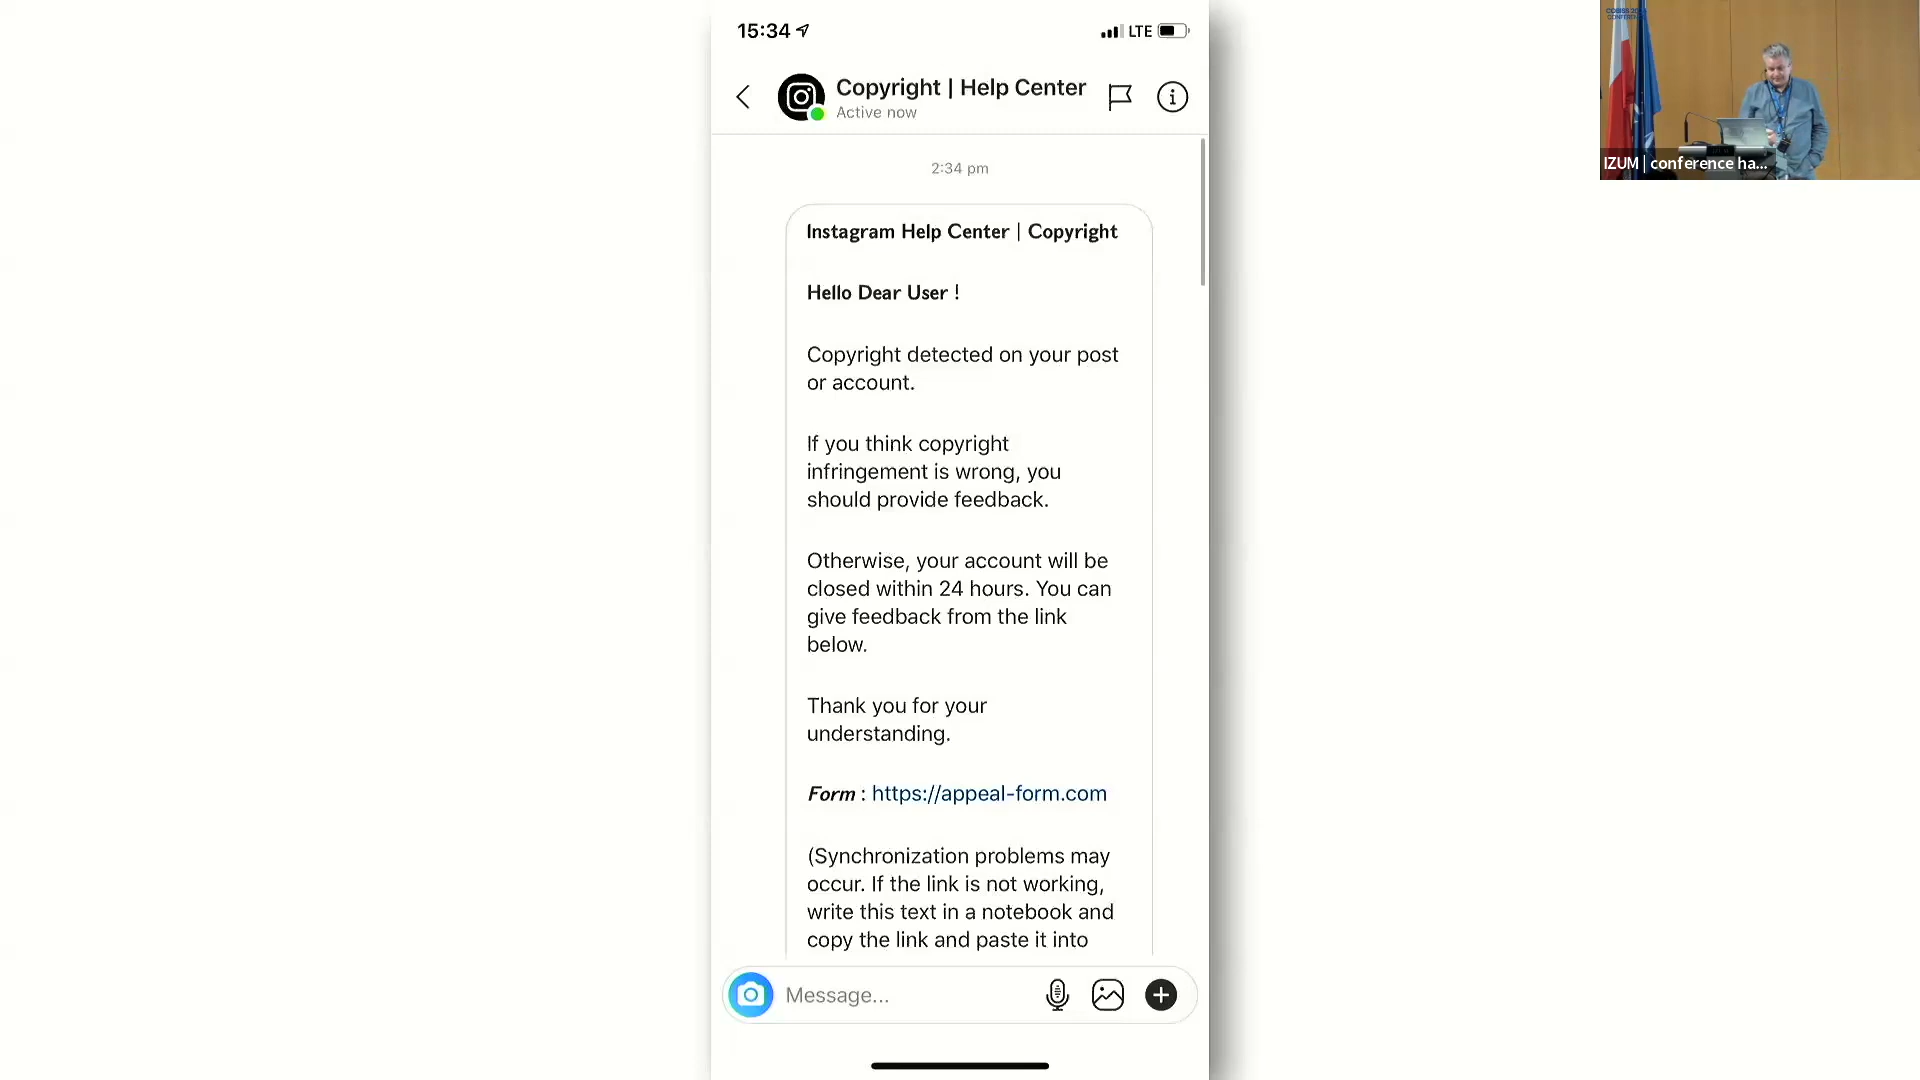 15:34
LTE
Copyright | Help Center
Active now
2:34 pm
Instagram Help Center | Copyright
Hello Dear User !
Copyright detected on your post
or account.
If you think copyright
infringement is wrong, you
should provide feedback.
Otherwise, your account will be
closed within 24 hours. You can
give feedback from the link
below.
Thank you for your
understanding.
Form : https://appeal-form.com
(Synchronization problems may
occur. If the link is not working,
write this text in a notebook and
copy the link and paste it into
Message...
IZUM | conference ha...